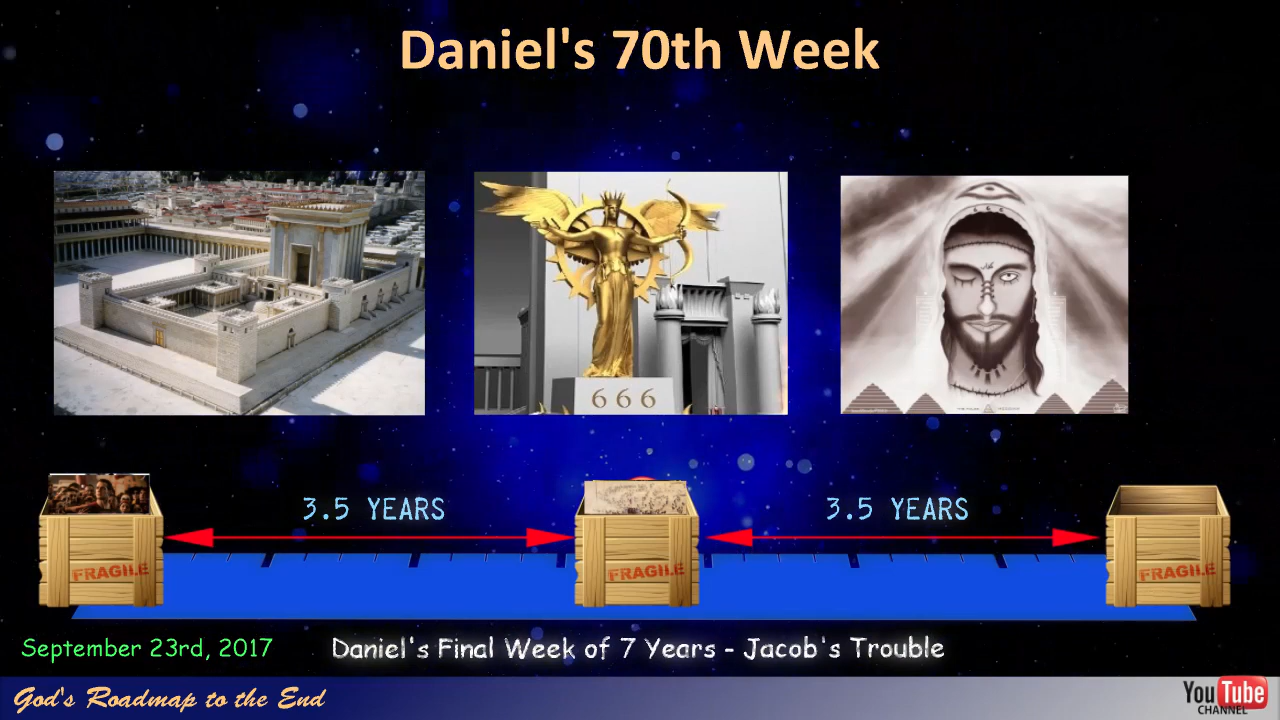 Daniel's 70th Week
666
3.5 YEARS
3.5 YEARS
FRAGILE
FRAGILE
FRAGILE
September 23rd, 2017
Daniel's Final Week of 7 Years - Jacob's Trouble
God's Roadmap to the End
YouTube
CHANNEL